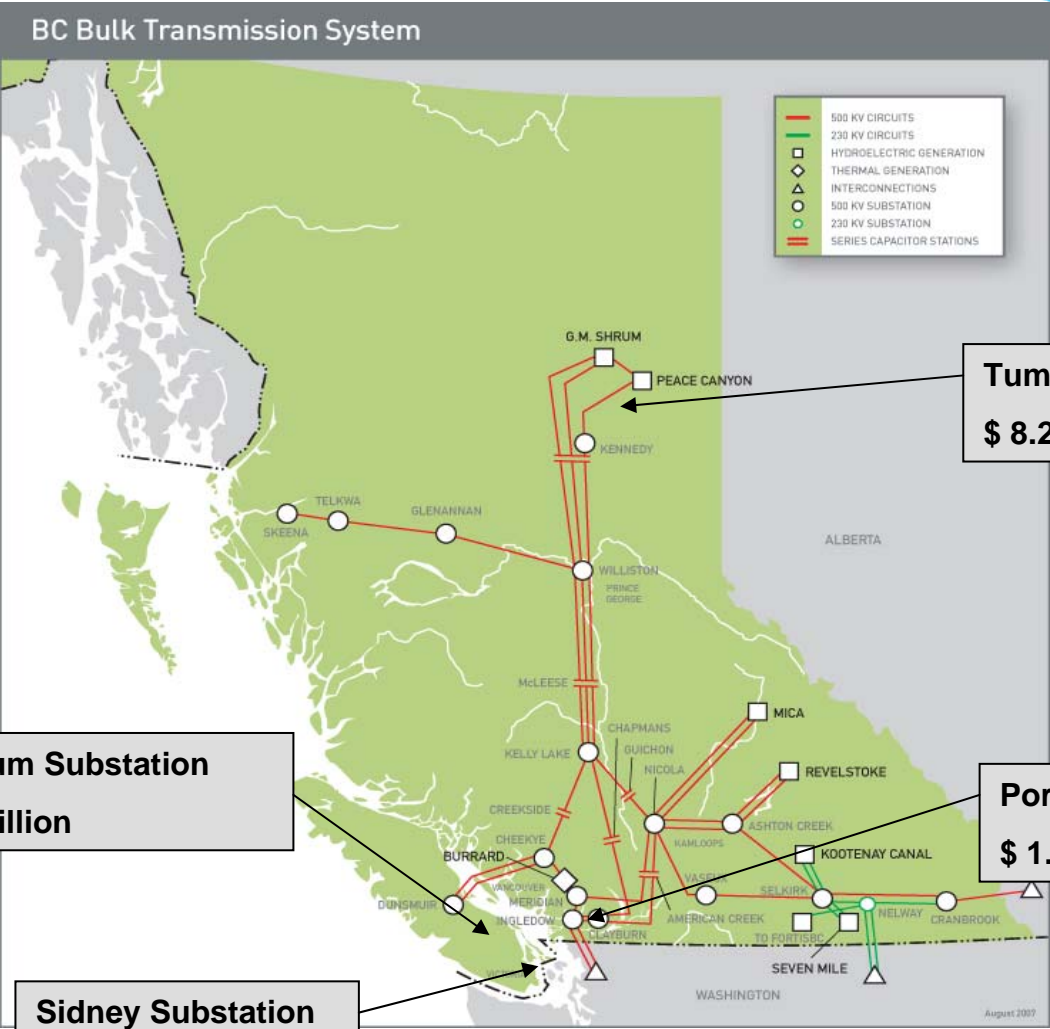 BC Bulk Transmission System
500 KV CIRCUITS
230 KV CIRCUITS
HYDROELECTRIC GENERATION
THERMAL GENERATION
INTERCONNECTIONS
500 KV SUBSTATION
230 KV SUBSTATION
SERIES CAPACITOR STATIONS
G.M. SHRUM
PEACE CANYON
Tum
$ 8.2
KENNEDY
TELKWA
SKEENA
GLENANNAN
ALBERTA
WILLISTON
PRINCE
GEORGE
McLEESE
MICA
CHAPMANS
KELLY LAKE
GUICHON
NICOLA
REVELSTOKE
um Substation
illion
Por
$ 1.
CREEKSIDE
CHEEKYE
KAMLOOPS
ASHTON CREEK
BURRARD
KOOTENAY CANAL
VANCOUVER
MERIDIAN
VASEUX
SELKIRK
DUNSMUIR
INGLEDOW
CLAYBURN
AMERICAN CREEK
NELWAY
CRANBROOK
TO FORTISBC
SEVEN MILE
WASHINGTON
Sidney Substation
August 2007